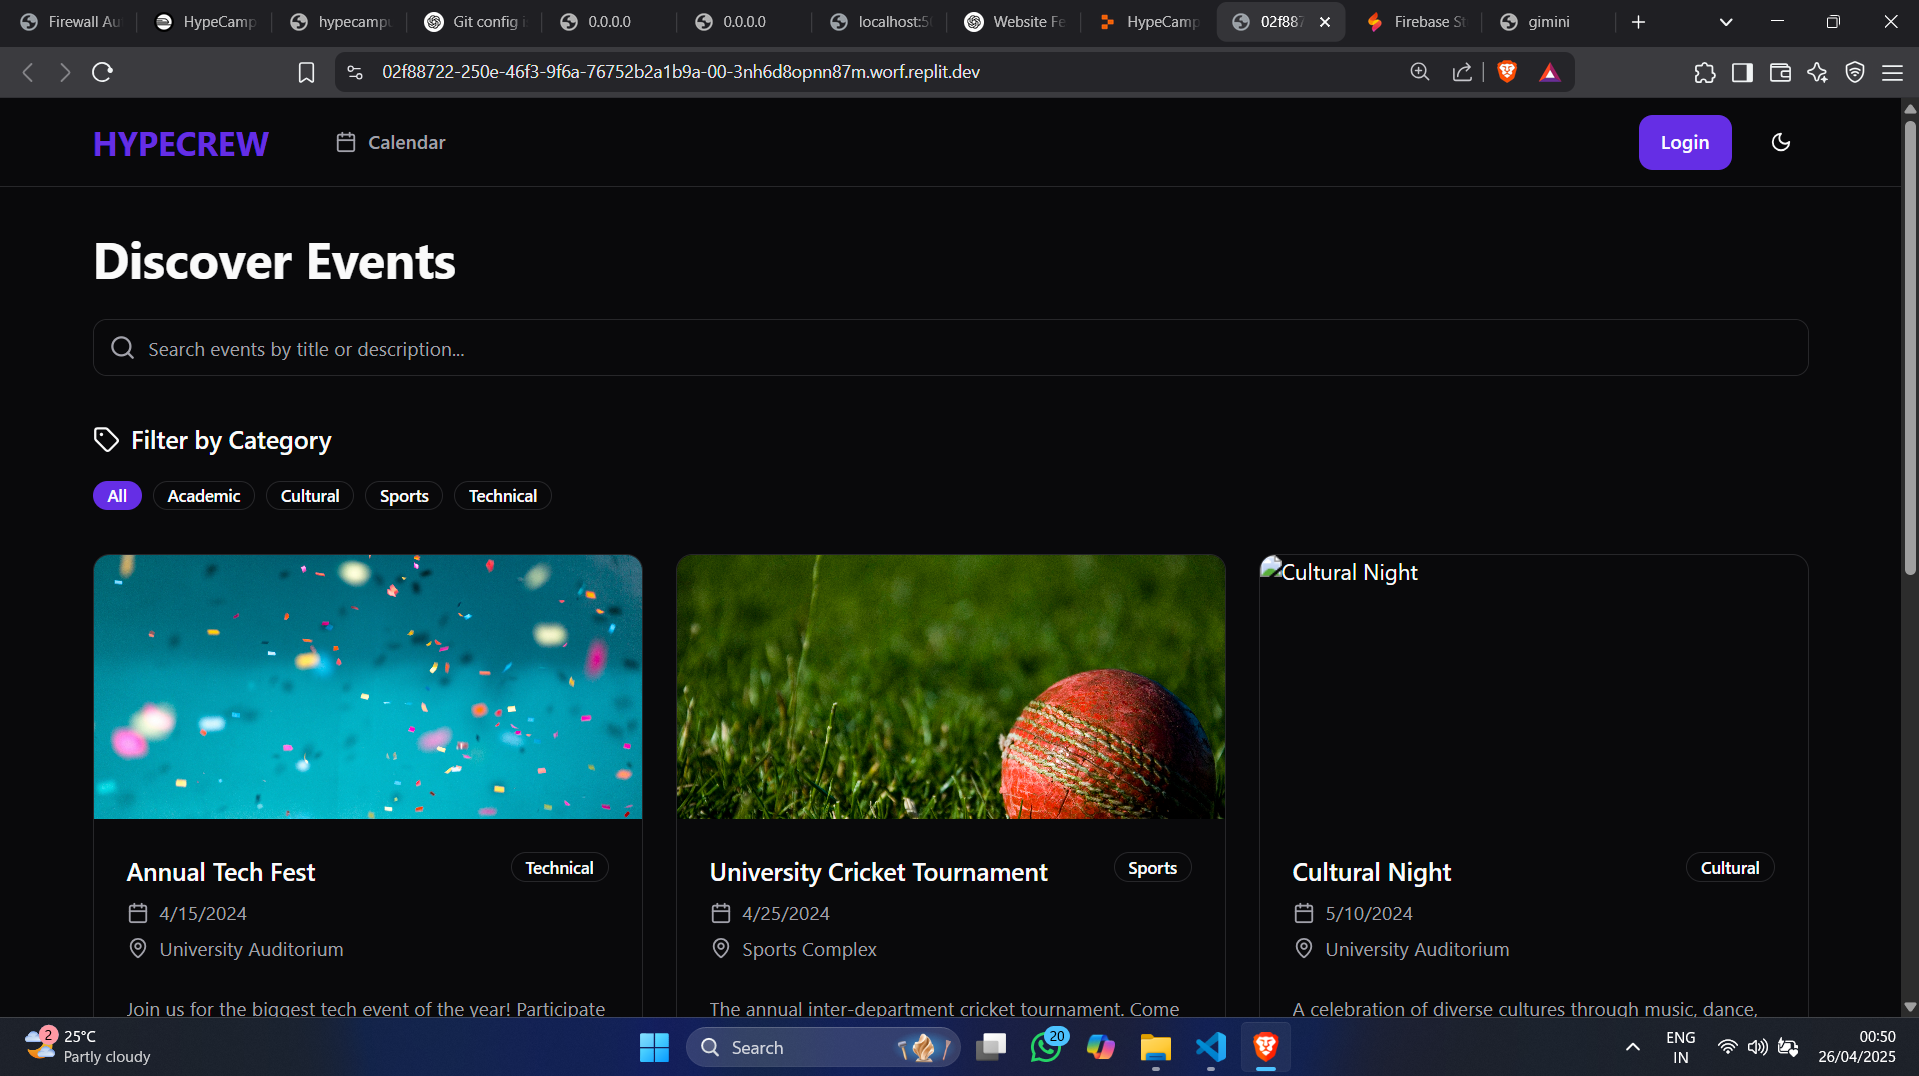 Firewall Au
HypeCamp
hypecampu
Git config i
0.0.0.0
0.0.0.0
localhost:50
Website Fe
HypeCamp
02f887
Firebase St
gimini
02f88722-250e-46f3-9f6a-76752b2a1b9a-00-3nh6d8opnn87m.worf.replit.dev
HYPECREW
Calendar
Login
Discover Events
Search events by title or description...
Filter by Category
All
Academic
Cultural
Sports
Technical
Cultural Night
Annual Tech Fest
Technical
4/15/2024
University Auditorium
Join us for the biggest tech event of the year! Participate
University Cricket Tournament
Sports
4/25/2024
Sports Complex
The annual inter-department cricket tournament. Come
Cultural Night
Cultural
5/10/2024
University Auditorium
A celebration of diverse cultures through music, dance,
2
25°C
Partly cloudy
Search
20
ENG
IN
00:50
26/04/2025